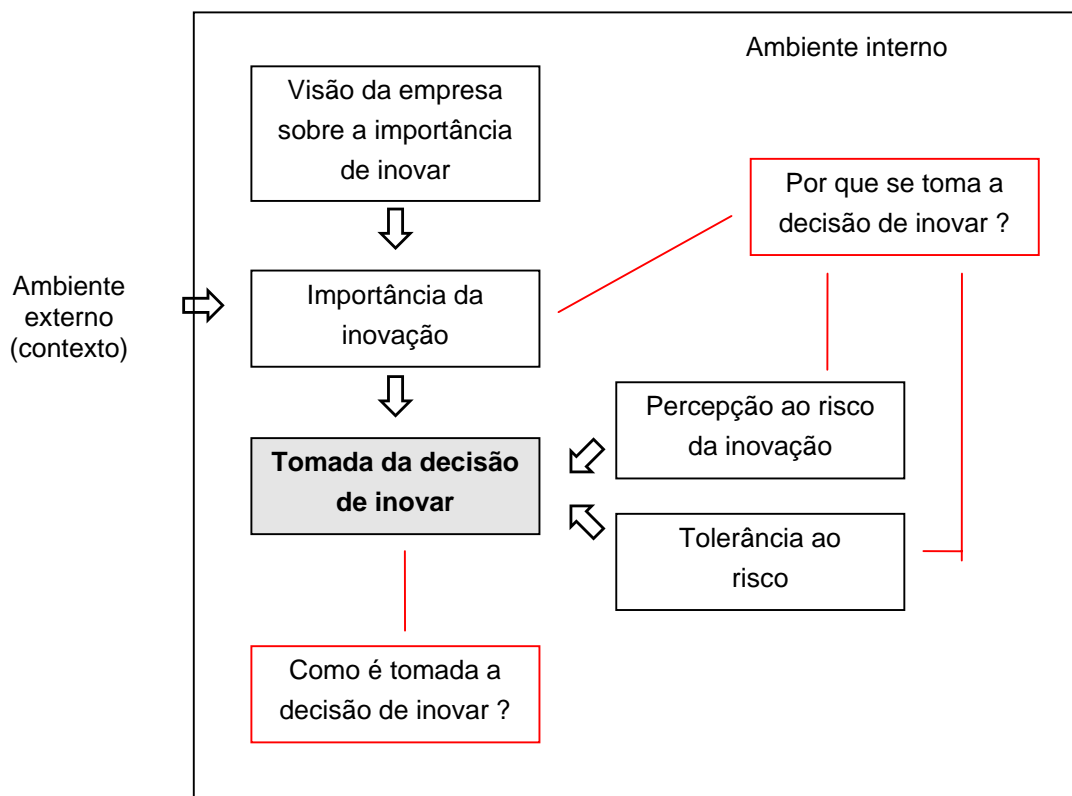 Ambiente interno
Visão da empresa
sobre a importância
de inovar
Por que se toma a
decisão de inovar ?
Ambiente
externo
(contexto)
Importância da
inovação
Percepção ao risco
da inovação
Tomada da decisão
de inovar
Tolerância ao
risco
Como é tomada a
decisão de inovar ?